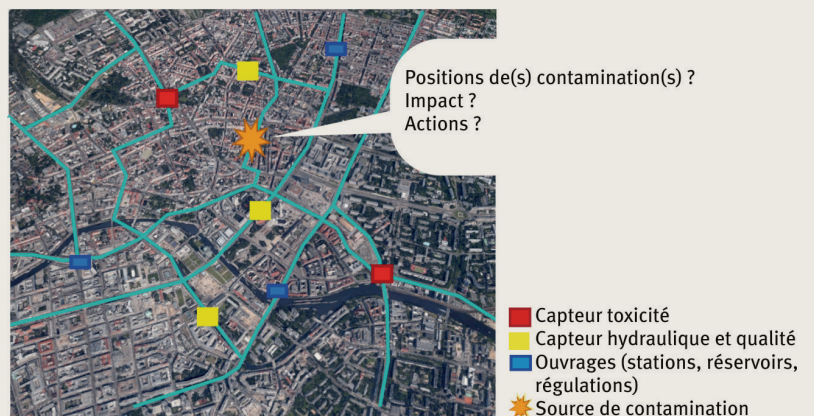 Positions de(s) contamination(s) ?
Impact ?
Actions ?
Capteur toxicité
Capteur hydraulique et qualité
Ouvrages (stations, réservoirs,
régulations)
Source de contamination